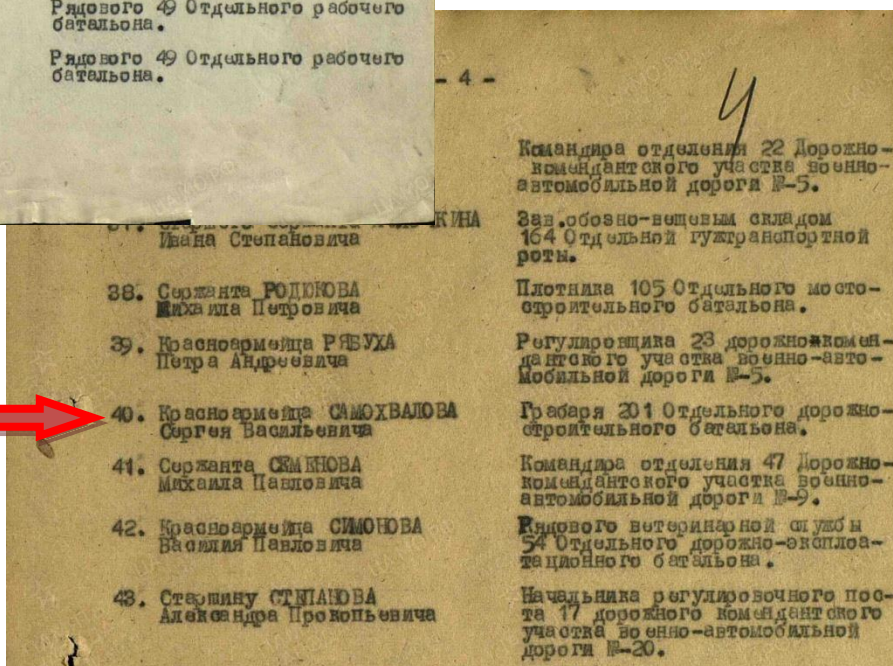 Рядового 49 Отдельного рабочего
батальона.
Рядового 49 Отдельного рабочего
батальона.
- 4 -
4
Командира отделения 22 Дорожно-
комендантского участка военно-
автомобильной дороги №-5.
КИНА
Ивана Степановича
Зав.обозно-вещевым складом
164 Отдельной гужтранспортной
роты.
38. Сержанта РОДЮКОВА
Михаила Петровича
Плотника 105 Отдельного мосто-
строительного батальона.
39. Красноармейца РЯБУХА
Петра Андреевича
Регулировщика 23 дорожно-комен-
дантского участка военно-авто-
мобильной дороги №-5.
40. Красноармейца САМОХВАЛОВА
Сергея Васильевича
Грабаря 201 Отдельного дорожно-
строительного батальона.
41. Сержанта СЕМЕНОВА
Михаила Павловича
Командира отделения 47 Дорожно-
комендантского участка военно-
автомобильной дороги №-9.
42. Красноармейца СИМОНОВА
Василия Павловича
Рядового ветеринарной службы
54 Отдельного дорожно-эксплоа-
тационного батальона.
43. Старшину СТЕПАНОВА
Александра Прокопьевича
Начальника регулировочного пос-
та 17 дорожного комендантского
участка военно-автомобильной
дороги №-20.